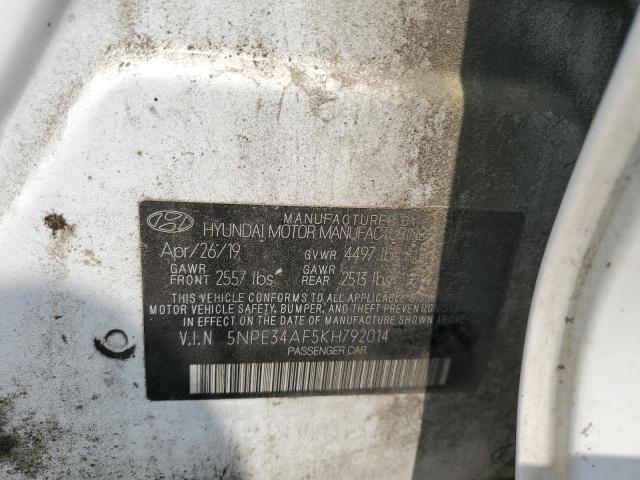 MANUFACTURED BY
HYUNDAI MOTOR MANUFACTURING
Apr/26/19 GVWR 4497 lbs
GAWR FRONT 2557 lbs GAWR REAR 2513 lbs
THIS VEHICLE CONFORMS TO ALL APPLICABLE
MOTOR VEHICLE SAFETY, BUMPER, AND THEFT PREVENTION
IN EFFECT ON THE DATE OF MANUFACTURE SHOWN ABOVE.
V.I.N 5NPE34AF5KH792014
PASSENGER CAR